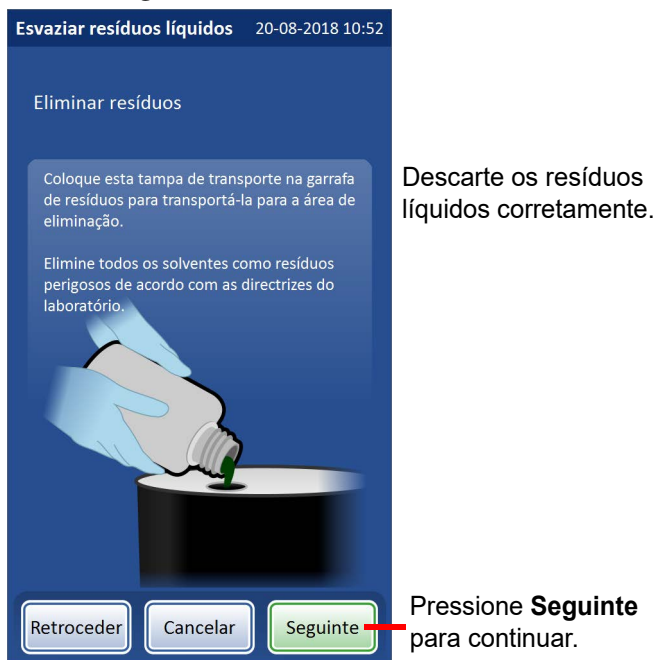 Esvaziar resíduos líquidos 20-08-2018 10:52
Eliminar resíduos
Coloque esta tampa de transporte na garrafa
de resíduos para transportá-la para a área de
eliminação.
Elimine todos os solventes como resíduos
perigosos de acordo com as directrizes do
laboratório.
Descarte os resíduos
líquidos corretamente.
Retroceder
Cancelar
Seguinte
Pressione Seguinte
para continuar.